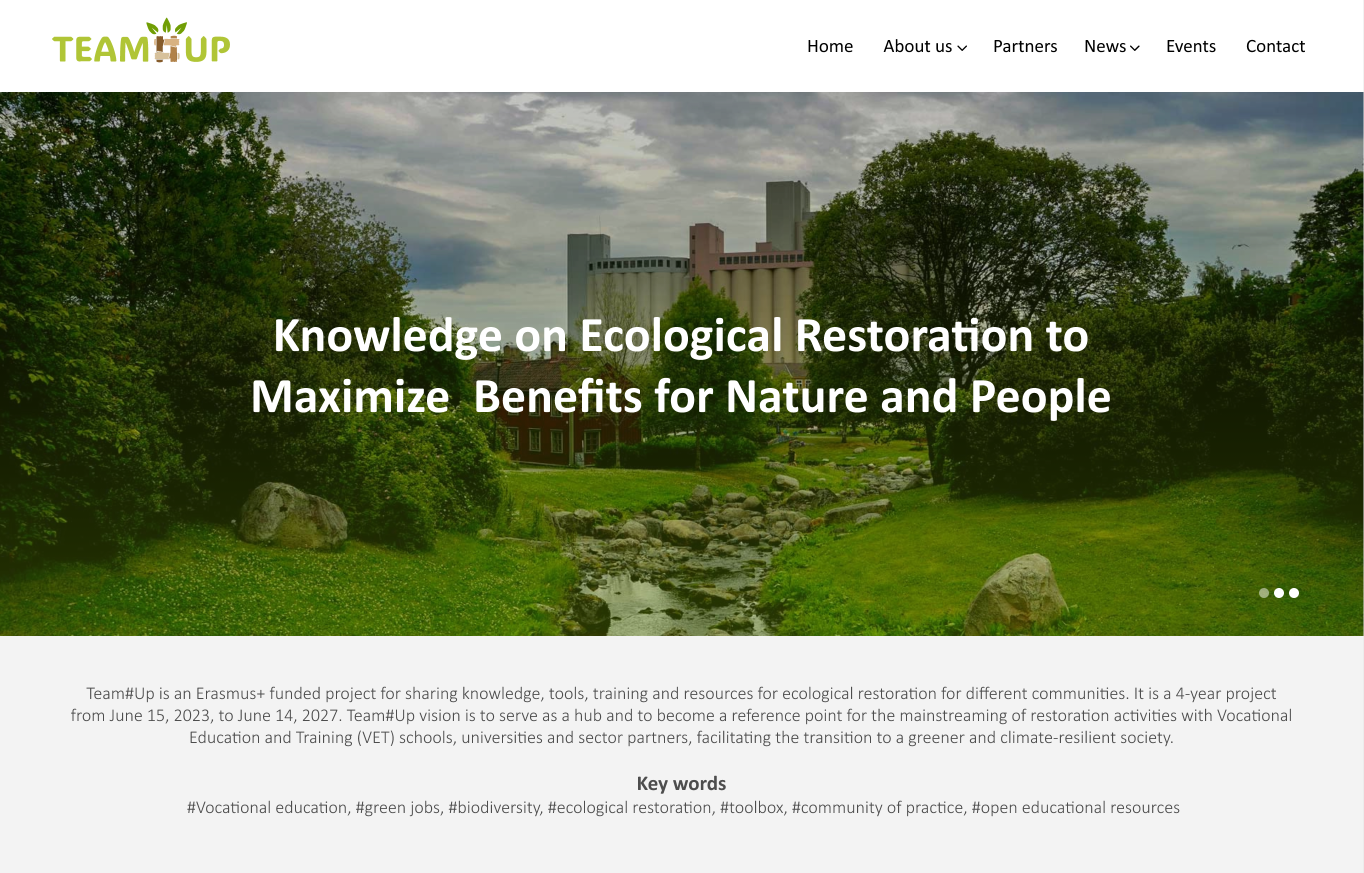 TEAM#UP
Home About us Partners News Events Contact
Knowledge on Ecological Restoration to
Maximize Benefits for Nature and People
Team#Up is an Erasmus+ funded project for sharing knowledge, tools, training and resources for ecological restoration for different communities. It is a 4-year project
from June 15, 2023, to June 14, 2027. Team#Up vision is to serve as a hub and to become a reference point for the mainstreaming of restoration activities with Vocational
Education and Training (VET) schools, universities and sector partners, facilitating the transition to a greener and climate-resilient society.
Key words
#Vocational education, #green jobs, #biodiversity, #ecological restoration, #toolbox, #community of practice, #open educational resources